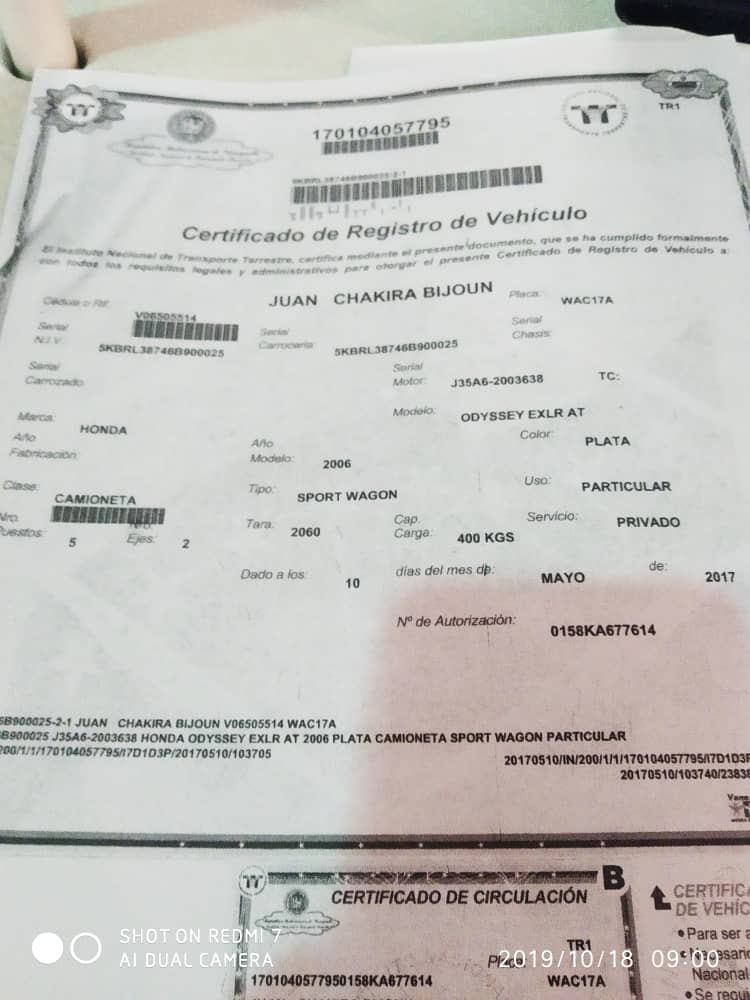 TR1
170104057795
5KBRL38746B900025-2-1
Certificado de Registro de Vehículo
El Instituto Nacional de Transporte Terrestre, certifica mediante el presente documento, que se ha cumplido formalmente
con todos los requisitos legales y administrativos para otorgar el presente Certificado de Registro de Vehículo a:
Cédula o Rif: V06505514 JUAN CHAKIRA BIJOUN Placa: WAC17A
Serial N.I.V: 5KBRL38746B900025 Serial Carrocería: 5KBRL38746B900025 Serial Chasis:
Serial Carrozado: Serial Motor: J35A6-2003638 TC:
Marca: HONDA Modelo: ODYSSEY EXLR AT
Año Fabricación: Año Modelo: 2006 Color: PLATA
Clase: CAMIONETA Tipo: SPORT WAGON Uso: PARTICULAR
Nro. Puestos: 5 Nro. Ejes: 2 Tara: 2060 Cap. Carga: 400 KGS Servicio: PRIVADO
Dado a los: 10 días del mes de: MAYO de: 2017
Nº de Autorización: 0158KA677614
6B900025-2-1 JUAN CHAKIRA BIJOUN V06505514 WAC17A
6B900025 J35A6-2003638 HONDA ODYSSEY EXLR AT 2006 PLATA CAMIONETA SPORT WAGON PARTICULAR
200/1/1/170104057795/I7D1D3P/20170510/103705
20170510/IN/200/1/1/170104057795/I7D1D3P
20170510/103740/23838
B
CERTIFICADO DE CIRCULACIÓN
TR1
Placa:
1701040577950158KA677614 WAC17A
CERTIFICA
DE VEHÍC
• Para ser a
• Necesario
Nacional
• Se requi
SHOT ON REDMI 7
AI DUAL CAMERA
2019/10/18 09:00